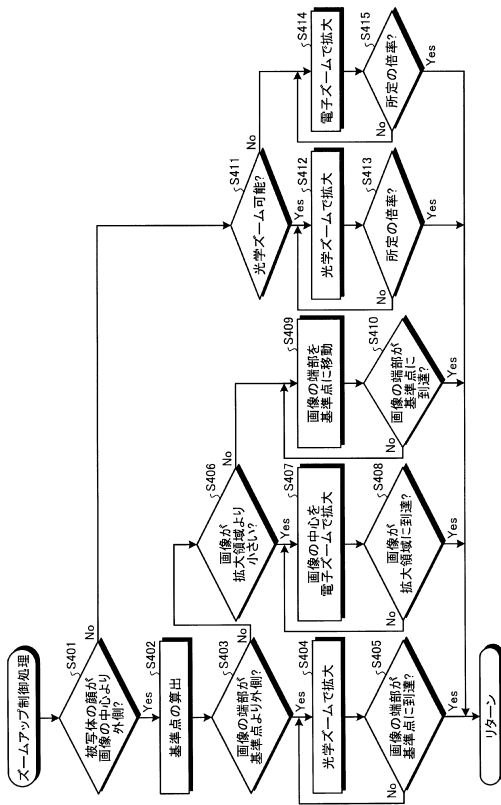 ズームアップ制御処理
S401
被写体の顔が
画像の中心より
外側?
No
Yes
S402
基準点の算出
S403
画像の端部が
基準点より外側?
No
Yes
S404
光学ズームで拡大
S405
画像の端部が
基準点に到達?
No
Yes
S406
画像が
拡大領域より
小さい?
No
Yes
S407
画像の中心を
電子ズームで拡大
S408
画像が
拡大領域に到達?
No
Yes
S409
画像の端部を
基準点に移動
S410
画像の端部が
基準点に
到達?
No
Yes
S411
光学ズーム可能?
No
Yes
S412
光学ズームで拡大
S413
所定の倍率?
No
Yes
S414
電子ズームで拡大
S415
所定の倍率?
No
Yes
リターン